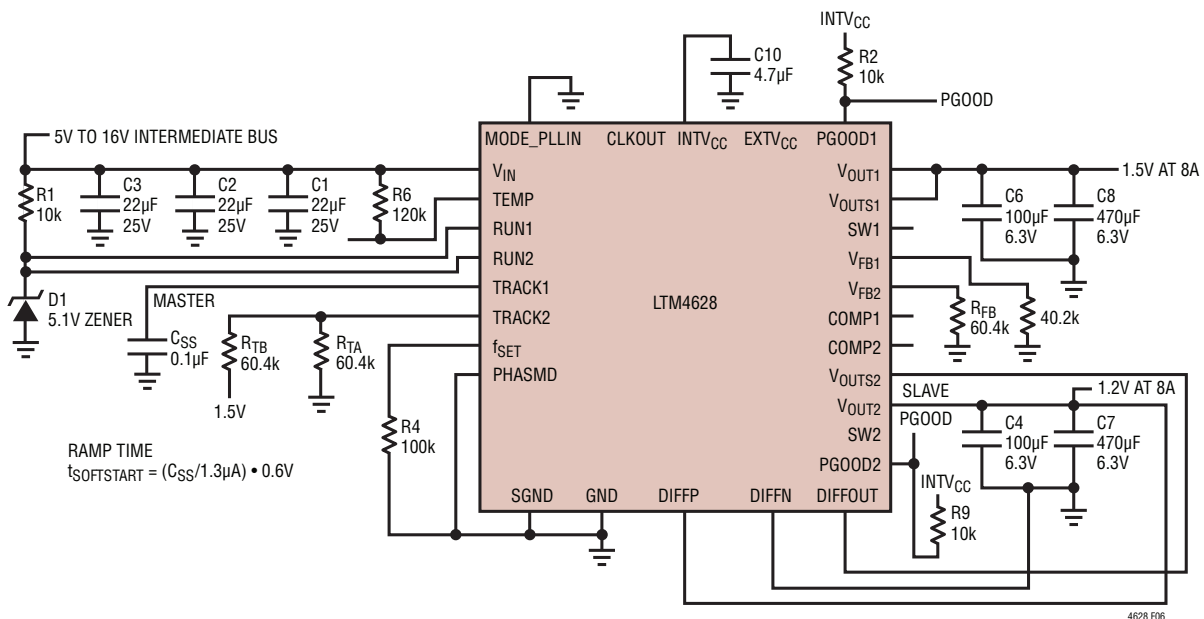 INTVCC
C10
4.7µF
R2
10k
PGOOD
5V TO 16V INTERMEDIATE BUS
MODE_PLLIN
CLKOUT
INTVCC
EXTVCC
PGOOD1
R1
10k
C3
22µF
25V
C2
22µF
25V
C1
22µF
25V
R6
120k
VIN
TEMP
RUN1
RUN2
TRACK1
TRACK2
fSET
PHASMD
LTM4628
VOUT1
VOUTS1
SW1
VFB1
VFB2
COMP1
COMP2
VOUTS2
VOUT2
SW2
PGOOD2
1.5V AT 8A
C6
100µF
6.3V
C8
470µF
6.3V
D1
5.1V ZENER
MASTER
CSS
0.1µF
RTB
60.4k
1.5V
RTA
60.4k
RFB
60.4k
40.2k
R4
100k
SLAVE
1.2V AT 8A
PGOOD
C4
100µF
6.3V
C7
470µF
6.3V
RAMP TIME
tSOFTSTART = (CSS/1.3µA) • 0.6V
INTVCC
R9
10k
SGND
GND
DIFFP
DIFFN
DIFFOUT
4628 F06